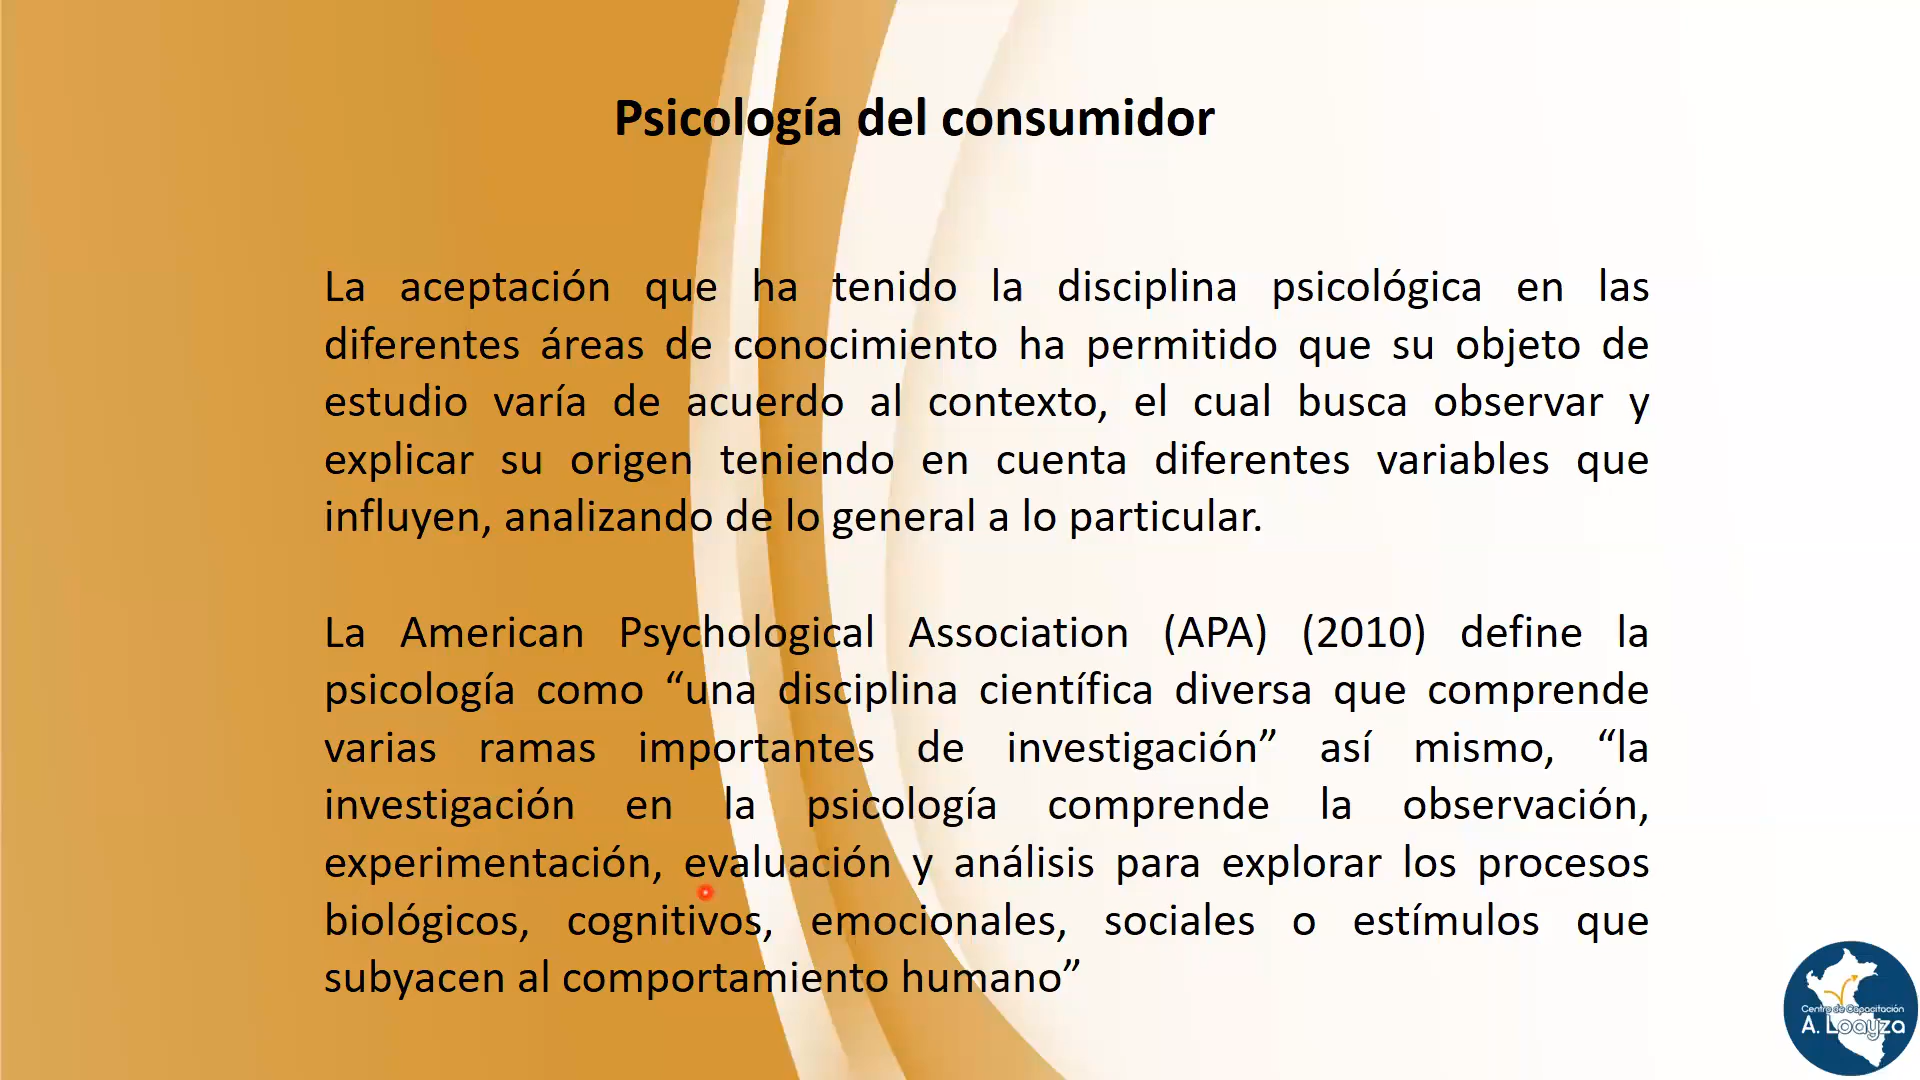 Psicología del consumidor
La aceptación que ha tenido la disciplina psicológica en las
diferentes áreas de conocimiento ha permitido que su objeto de
estudio varía de acuerdo al contexto, el cual busca observar y
explicar su origen teniendo en cuenta diferentes variables que
influyen, analizando de lo general a lo particular.
La American Psychological Association (APA) (2010) define la
psicología como “una disciplina científica diversa que comprende
varias ramas importantes de investigación” así mismo, “la
investigación en la psicología comprende la observación,
experimentación, evaluación y análisis para explorar los procesos
biológicos, cognitivos, emocionales, sociales o estímulos que
subyacen al comportamiento humano”
Centro de Capacitación
A. Loayza